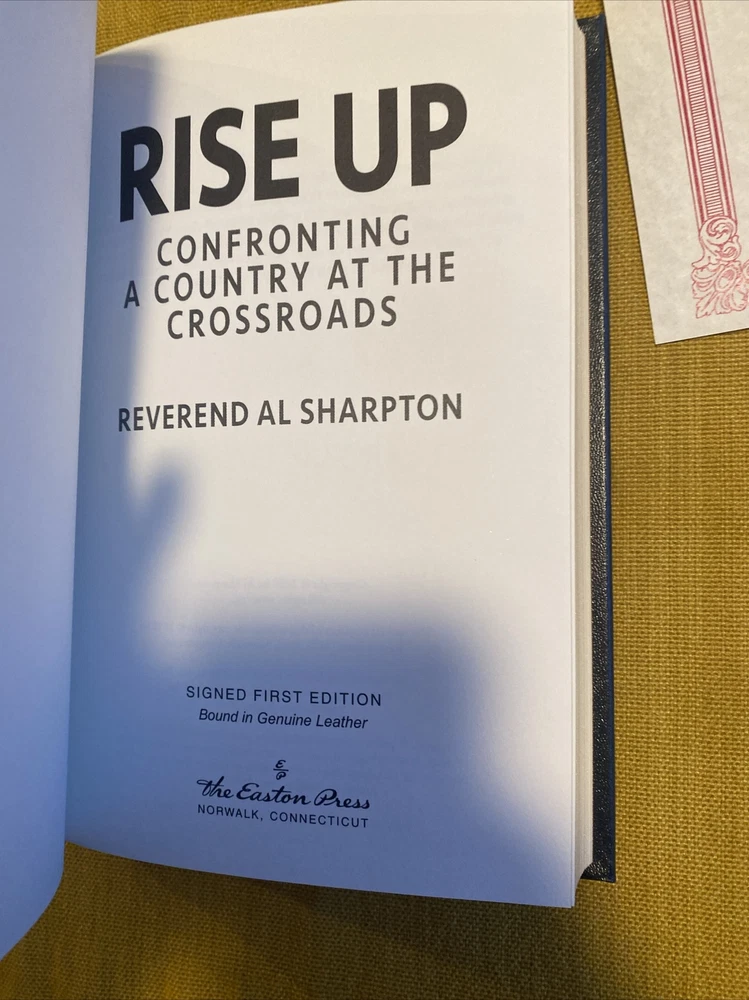 RISE UP
CONFRONTING
A COUNTRY AT THE
CROSSROADS
REVEREND AL SHARPTON
SIGNED FIRST EDITION
Bound in Genuine Leather
E
P
the Easton Press
NORWALK, CONNECTICUT